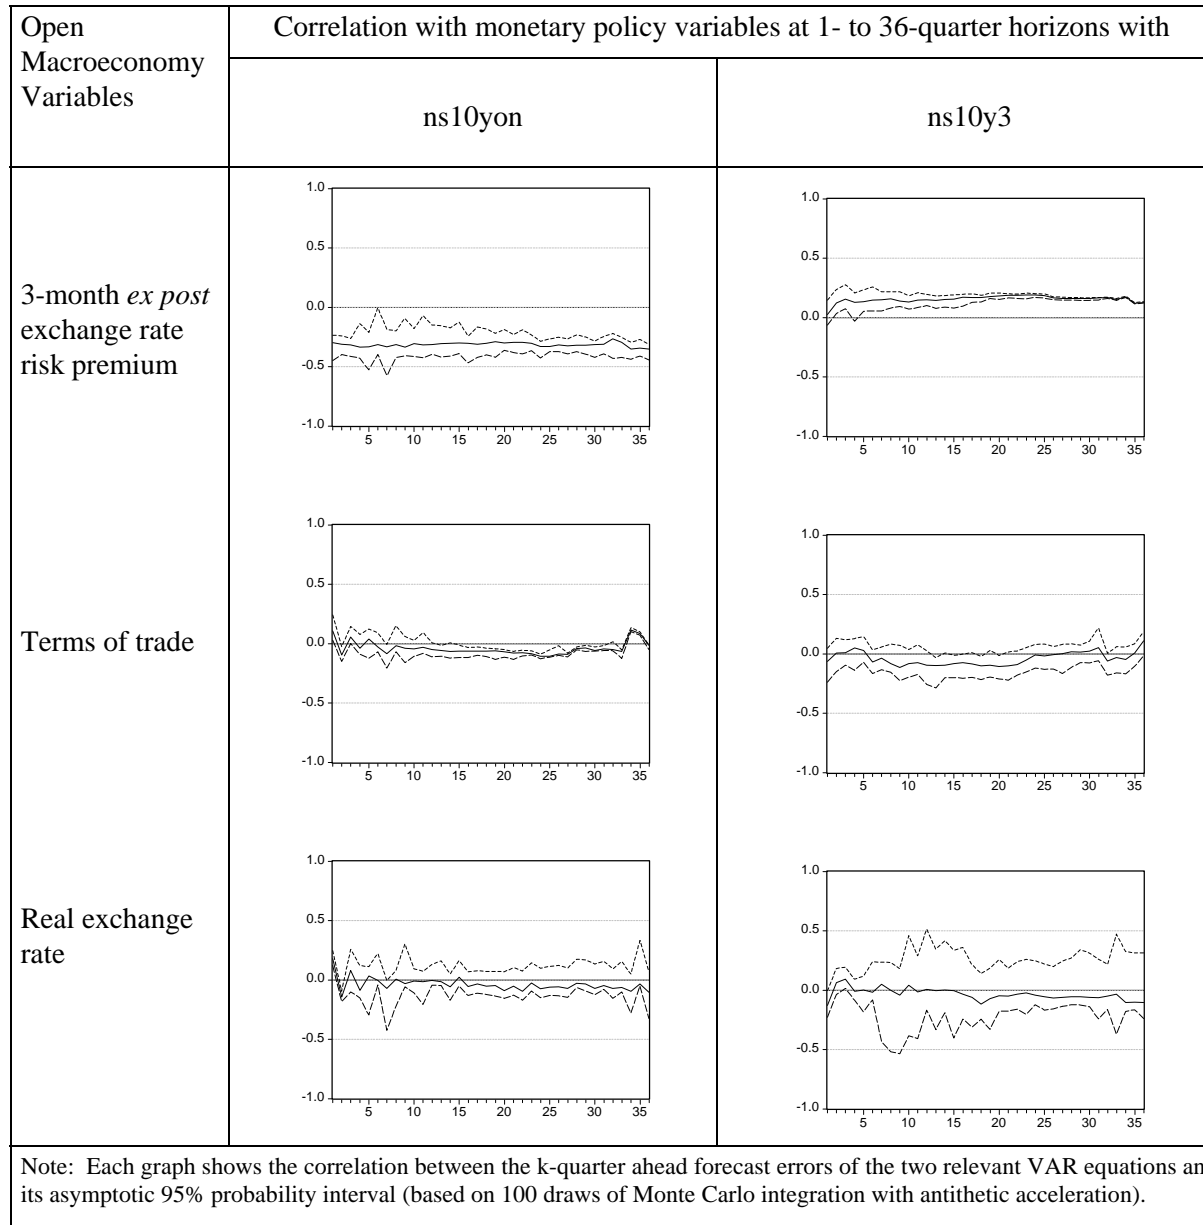 Open
Macroeconomy
Variables
Correlation with monetary policy variables at 1- to 36-quarter horizons with
ns10yon
ns10y3
3-month ex post
exchange rate
risk premium
1.0
0.5
0.0
-0.5
-1.0
5 10 15 20 25 30 35
1.0
0.5
0.0
-0.5
-1.0
5 10 15 20 25 30 35
Terms of trade
1.0
0.5
0.0
-0.5
-1.0
5 10 15 20 25 30 35
1.0
0.5
0.0
-0.5
-1.0
5 10 15 20 25 30 35
Real exchange
rate
1.0
0.5
0.0
-0.5
-1.0
5 10 15 20 25 30 35
1.0
0.5
0.0
-0.5
-1.0
5 10 15 20 25 30 35
Note: Each graph shows the correlation between the k-quarter ahead forecast errors of the two relevant VAR equations an
its asymptotic 95% probability interval (based on 100 draws of Monte Carlo integration with antithetic acceleration).